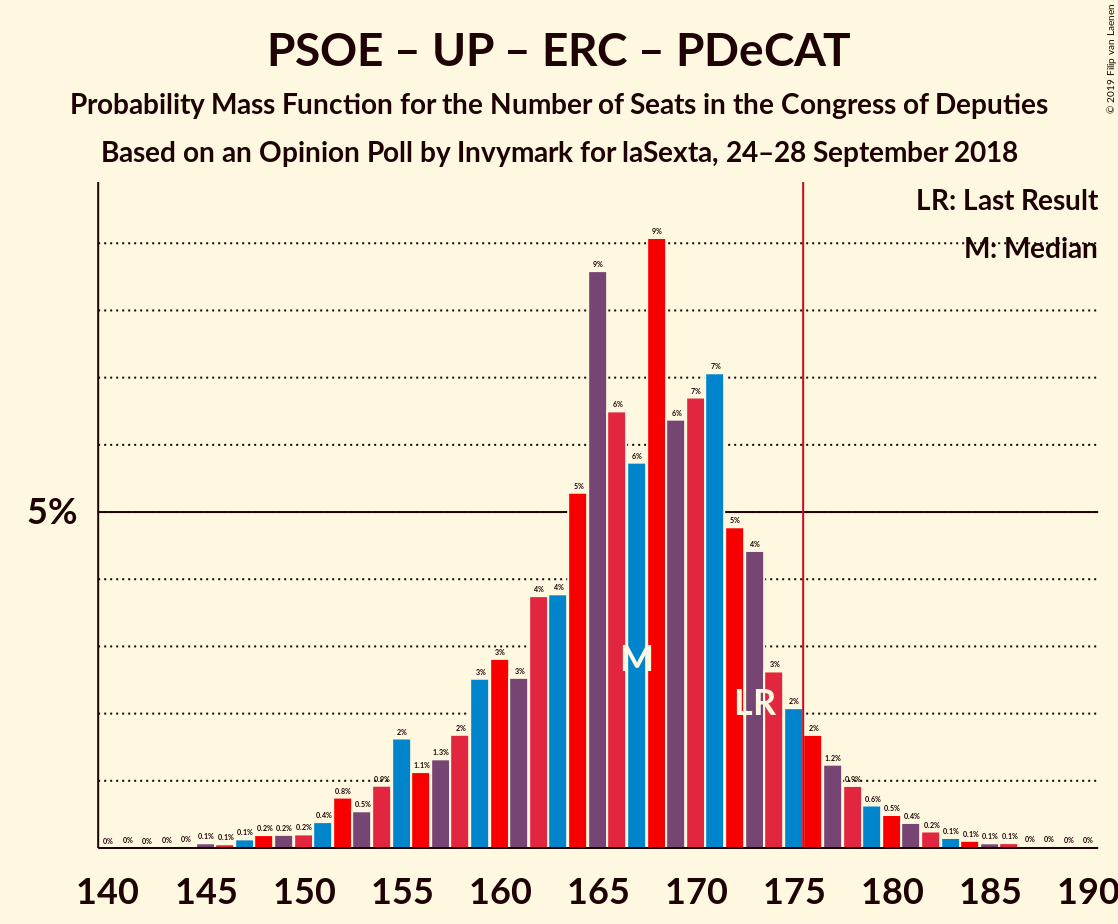 PSOE – UP – ERC – PDeCAT
© 2019 Filip van Laenen
Probability Mass Function for the Number of Seats in the Congress of Deputies
Based on an Opinion Poll by Invymark for laSexta, 24–28 September 2018
LR: Last Result
M: Median
5%
0% 0% 0% 0% 0% 0.1% 0.1% 0.1% 0.2% 0.2% 0.2% 0.4% 0.8% 0.5% 0.9% 2% 1.1% 1.3% 2% 3% 3% 3% 4% 4% 5% 9% 6% 6% 9% 6% 7% 7% 5% 4% 3% 2% 2% 1.2% 0.9% 0.6% 0.5% 0.4% 0.2% 0.1% 0.1% 0.1% 0.1% 0% 0% 0% 0%
M
LR
140 145 150 155 160 165 170 175 180 185 190